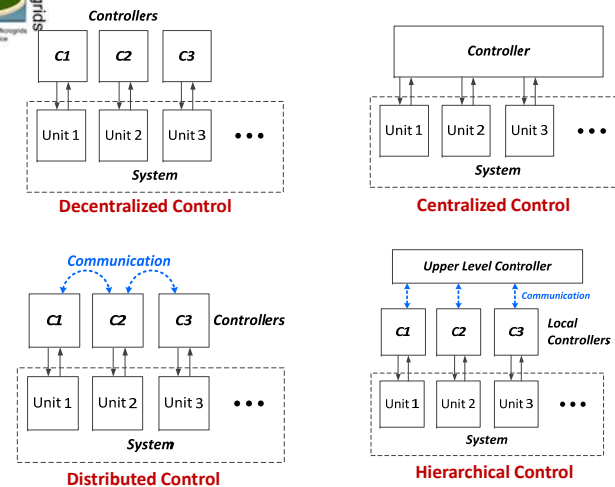 grids
Microgrids
Controllers
C1
C2
C3
Unit 1
Unit 2
Unit 3
•••
System
Decentralized Control
Controller
Unit 1
Unit 2
Unit 3
•••
System
Centralized Control
Communication
C1
C2
C3
Controllers
Unit 1
Unit 2
Unit 3
•••
System
Distributed Control
Upper Level Controller
Communication
C1
C2
C3
Local
Controllers
Unit 1
Unit 2
Unit 3
•••
System
Hierarchical Control